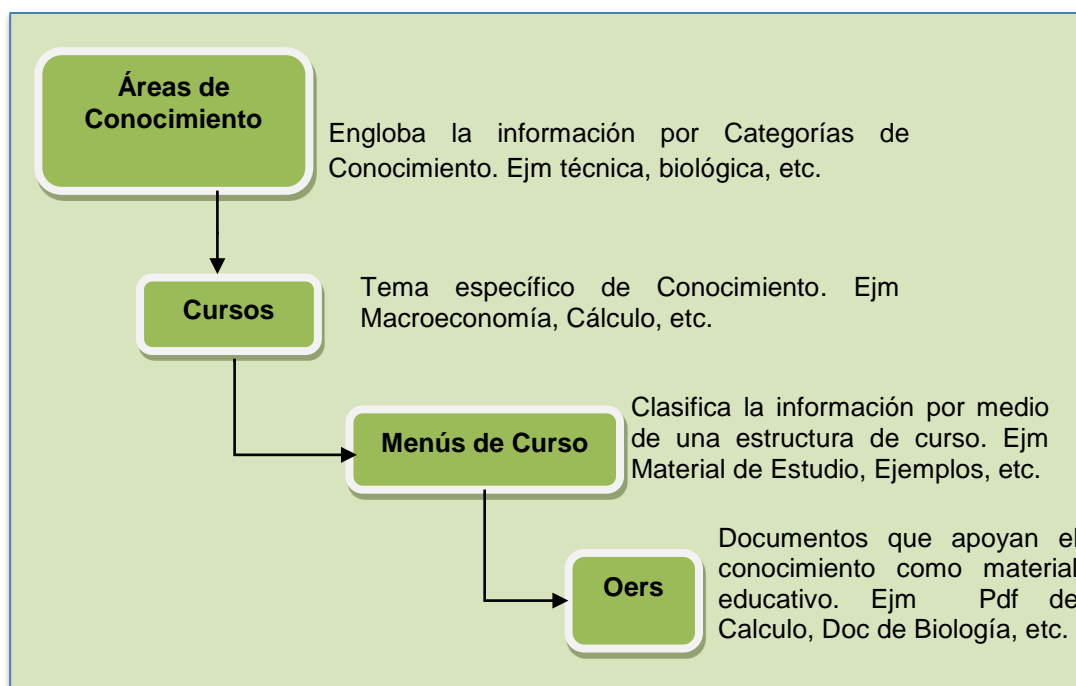 Áreas de
Conocimiento
Engloba la información por Categorías de
Conocimiento. Ejm técnica, biológica, etc.
Cursos
Tema específico de Conocimiento. Ejm
Macroeconomía, Cálculo, etc.
Menús de Curso
Clasifica la información por medio
de una estructura de curso. Ejm
Material de Estudio, Ejemplos, etc.
Oers
Documentos que apoyan el
conocimiento como material
educativo. Ejm Pdf de
Calculo, Doc de Biología, etc.